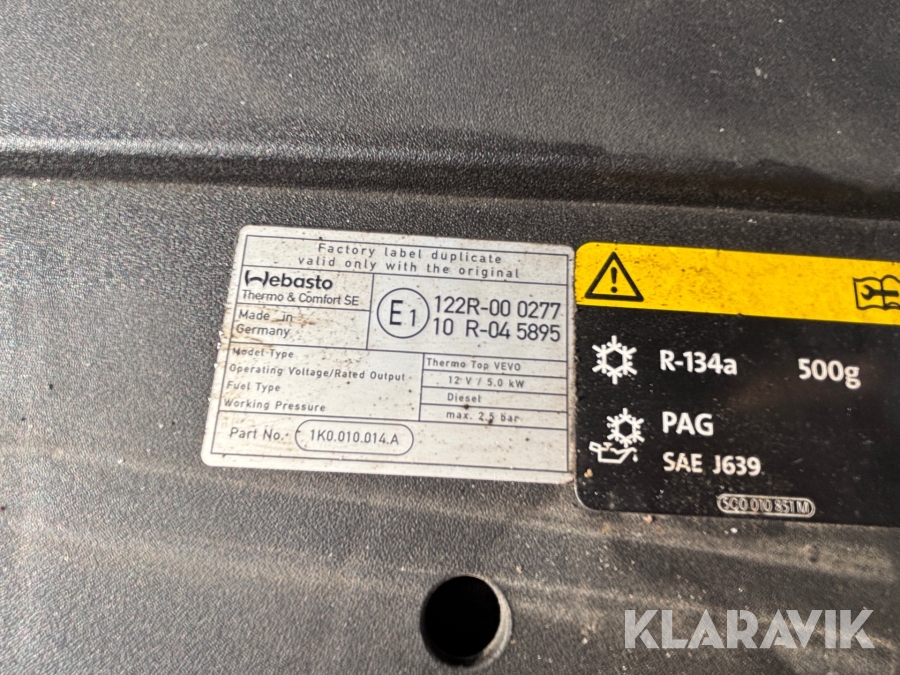 Factory label duplicate
valid only with the original
Webasto
Thermo & Comfort SE
Made in
Germany
E1
122R-00 0277
10 R-04 5895
Model Type
Thermo Top VEVO
Operating Voltage/Rated Output
12 V / 5.0 kW
Fuel Type
Diesel
Working Pressure
max. 2,5 bar
Part No.
1K0.010.014.A
R-134a 500g
PAG
SAE J639
5C0 010 851 M
KLARAVIK